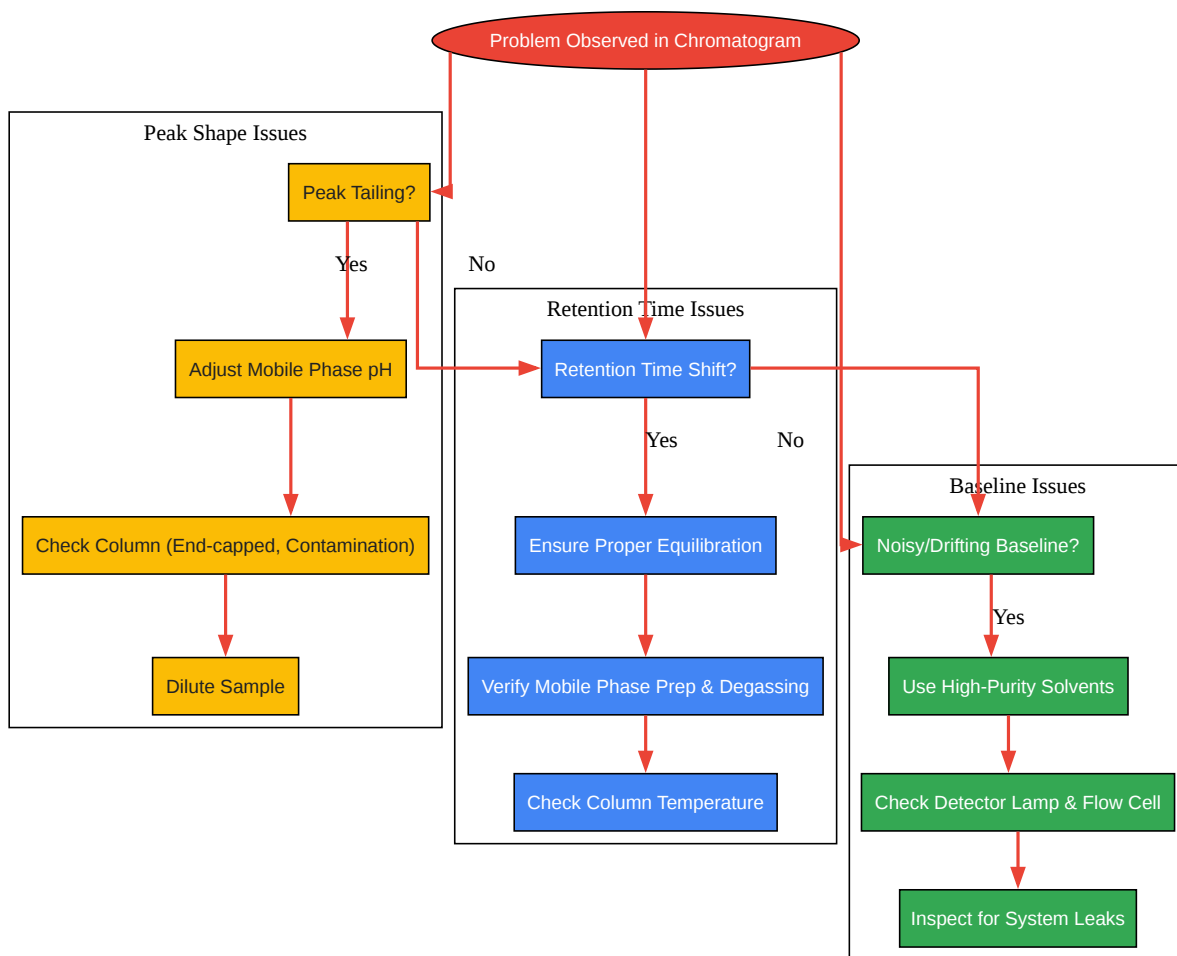 Problem Observed in Chromatogram
Peak Shape Issues
Peak Tailing?
Yes
No
Adjust Mobile Phase pH
Check Column (End-capped, Contamination)
Dilute Sample
Retention Time Issues
Retention Time Shift?
Yes
No
Ensure Proper Equilibration
Verify Mobile Phase Prep & Degassing
Check Column Temperature
Baseline Issues
Noisy/Drifting Baseline?
Yes
Use High-Purity Solvents
Check Detector Lamp & Flow Cell
Inspect for System Leaks